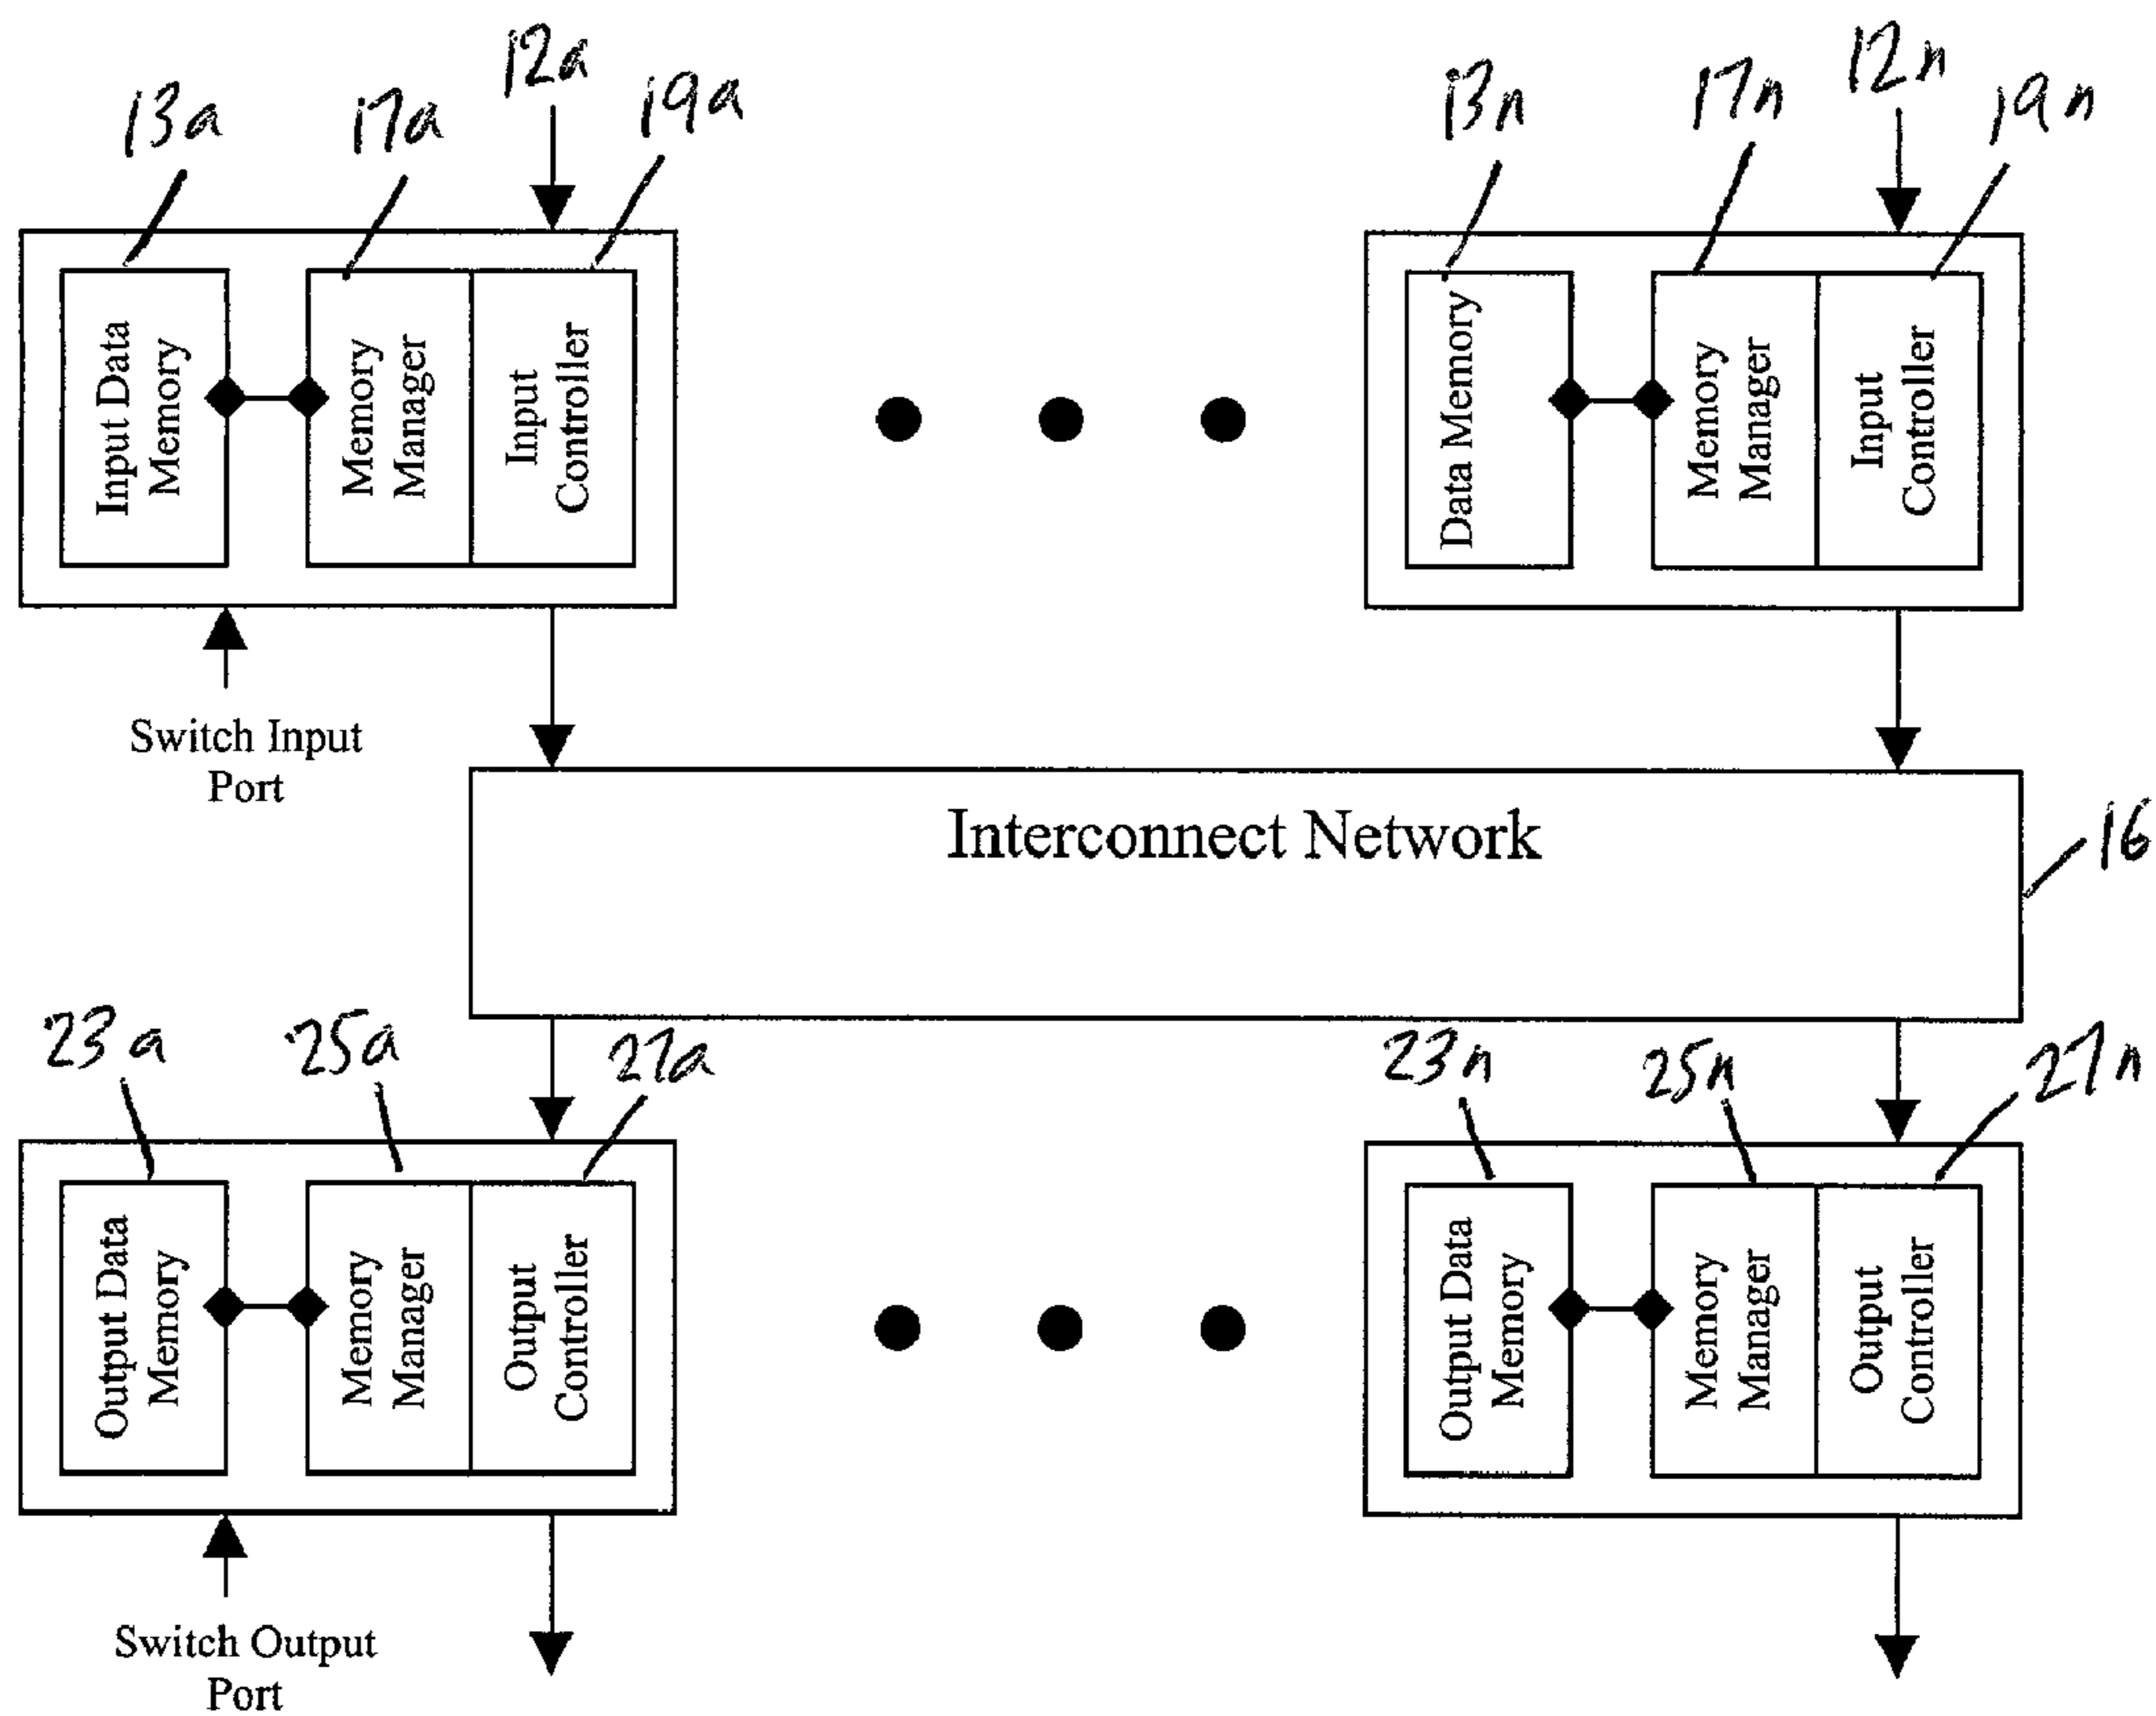 12a
12n
13a
17a
19a
13n
17n
19n
Input Data
Memory
Memory
Manager
Input
Controller
Data Memory
Memory
Manager
Input
Controller
Switch Input
Port
Interconnect Network
16
23a
25a
27a
23n
25n
27n
Output Data
Memory
Memory
Manager
Output
Controller
Output Data
Memory
Memory
Manager
Output
Controller
Switch Output
Port